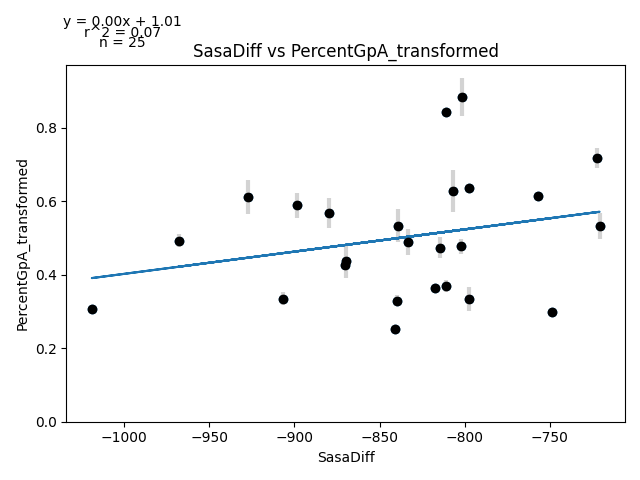 y = 0.00x + 1.01
r^2 = 0.07
n = 25
SasaDiff vs PercentGpA_transformed
PercentGpA_transformed
0.8
0.6
0.4
0.2
0.0
−1000 −950 −900 −850 −800 −750
SasaDiff